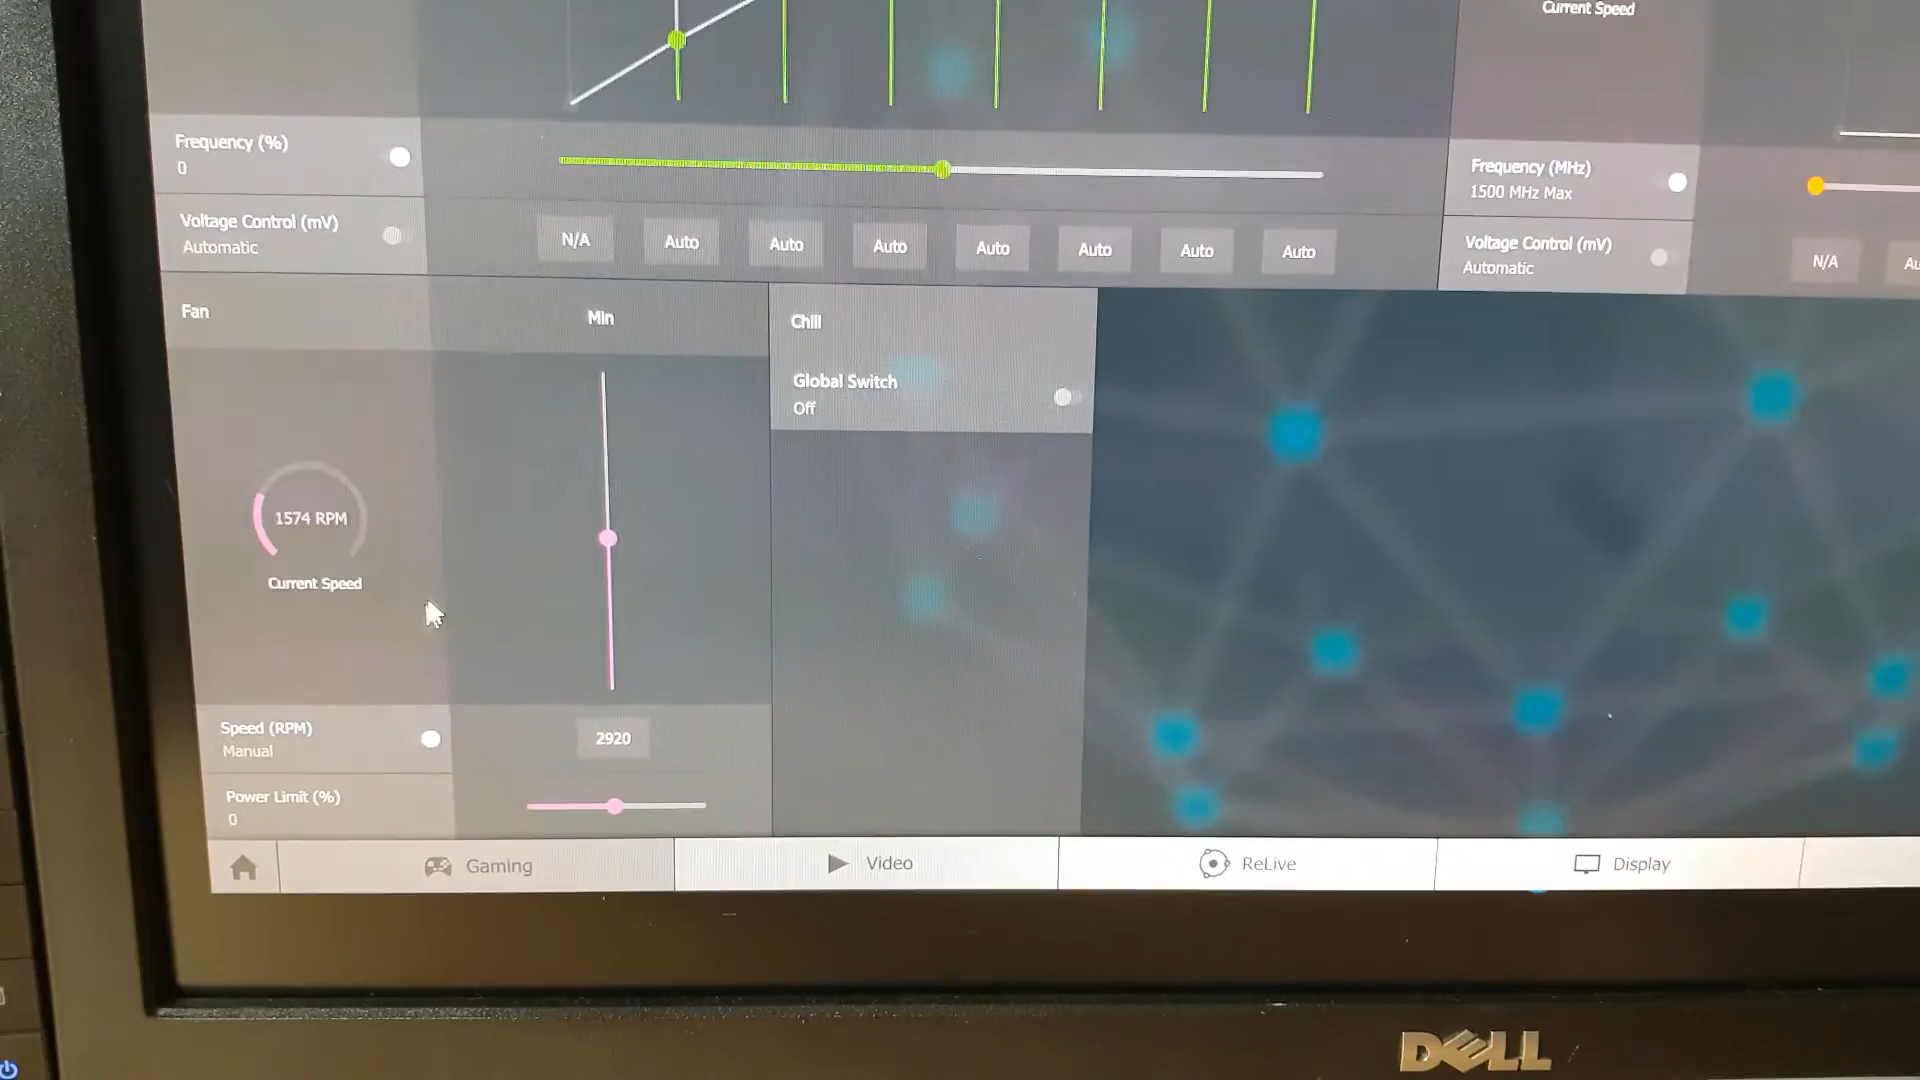 Current Speed
Frequency (%)
0
Frequency (MHz)
1500 MHz Max
Voltage Control (mV)
Automatic
N/A
Auto
Auto
Auto
Auto
Auto
Auto
Auto
Voltage Control (mV)
Automatic
N/A
Au
Fan
Min
Chill
Global Switch
Off
1574 RPM
Current Speed
Speed (RPM)
Manual
2920
Power Limit (%)
0
Gaming
Video
ReLive
Display
DELL